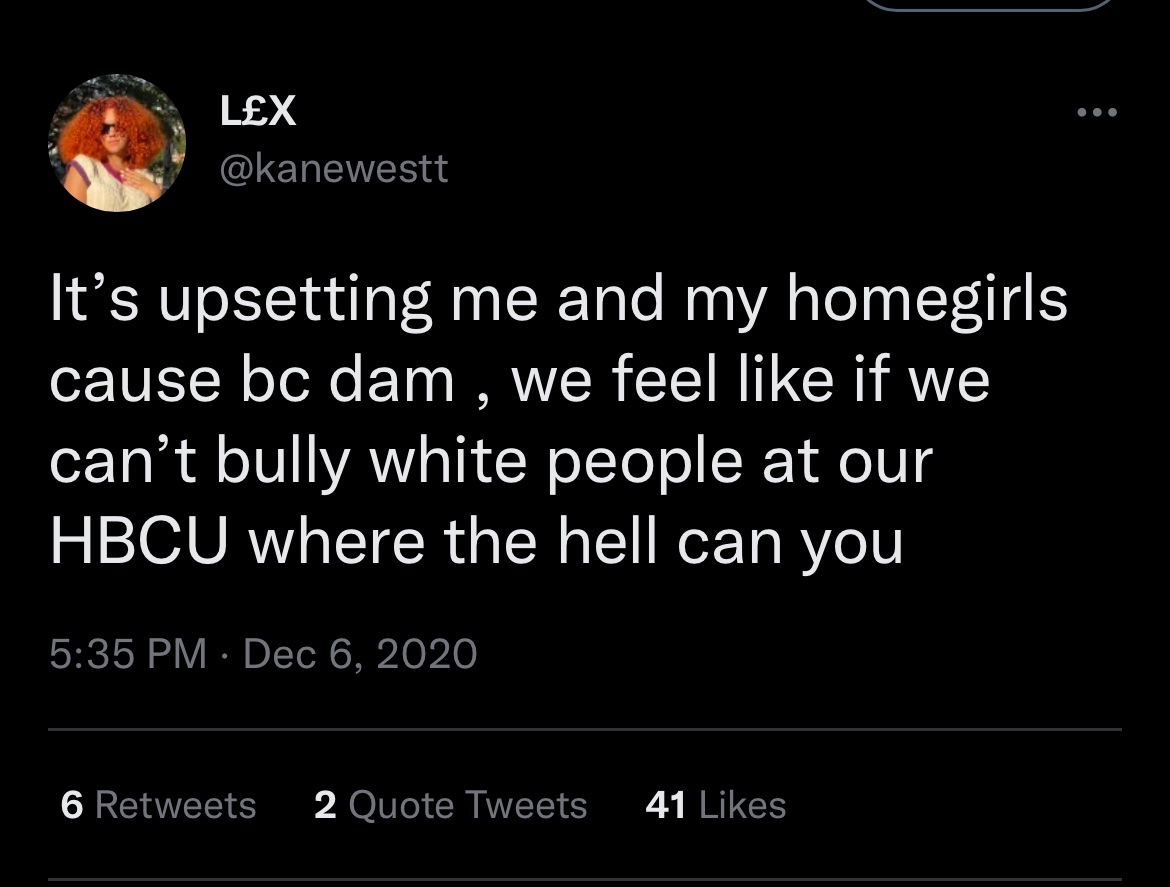 L£X
@kanewestt
It’s upsetting me and my homegirls
cause bc dam , we feel like if we
can’t bully white people at our
HBCU where the hell can you
5:35 PM · Dec 6, 2020
6 Retweets 2 Quote Tweets 41 Likes